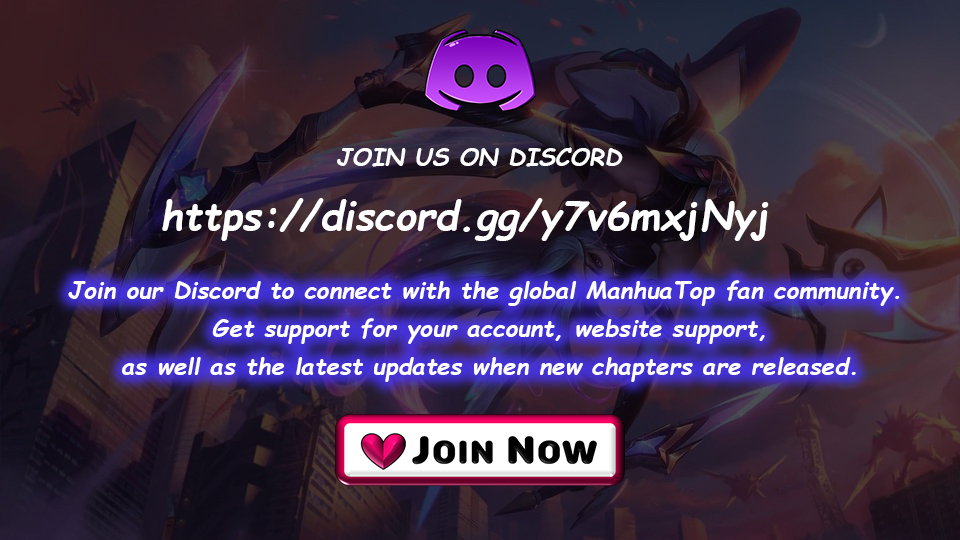 JOIN US ON DISCORD
https://discord.gg/y7v6mxjNyj
Join our Discord to connect with the global ManhuaTop fan community.
Get support for your account, website support,
as well as the latest updates when new chapters are released.
Join Now